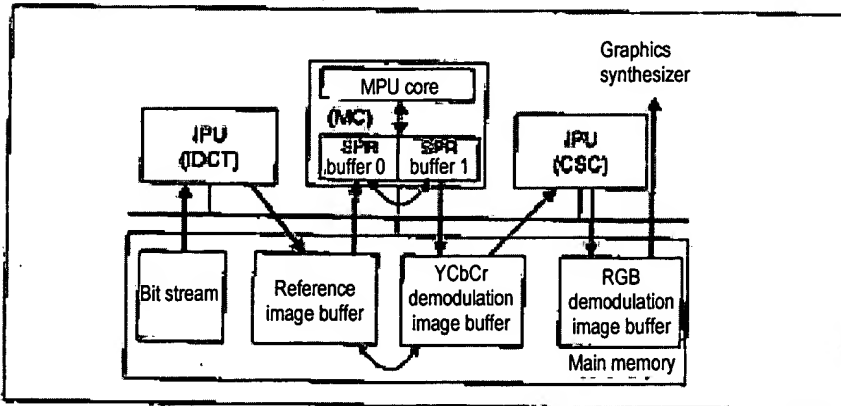 Graphics
synthesizer
MPU core
(MC)
IPU
(IDCT)
SPR
buffer 0
SPR
buffer 1
IPU
(CSC)
Bit stream
Reference
image buffer
YCbCr
demodulation
image buffer
RGB
demodulation
image buffer
Main memory